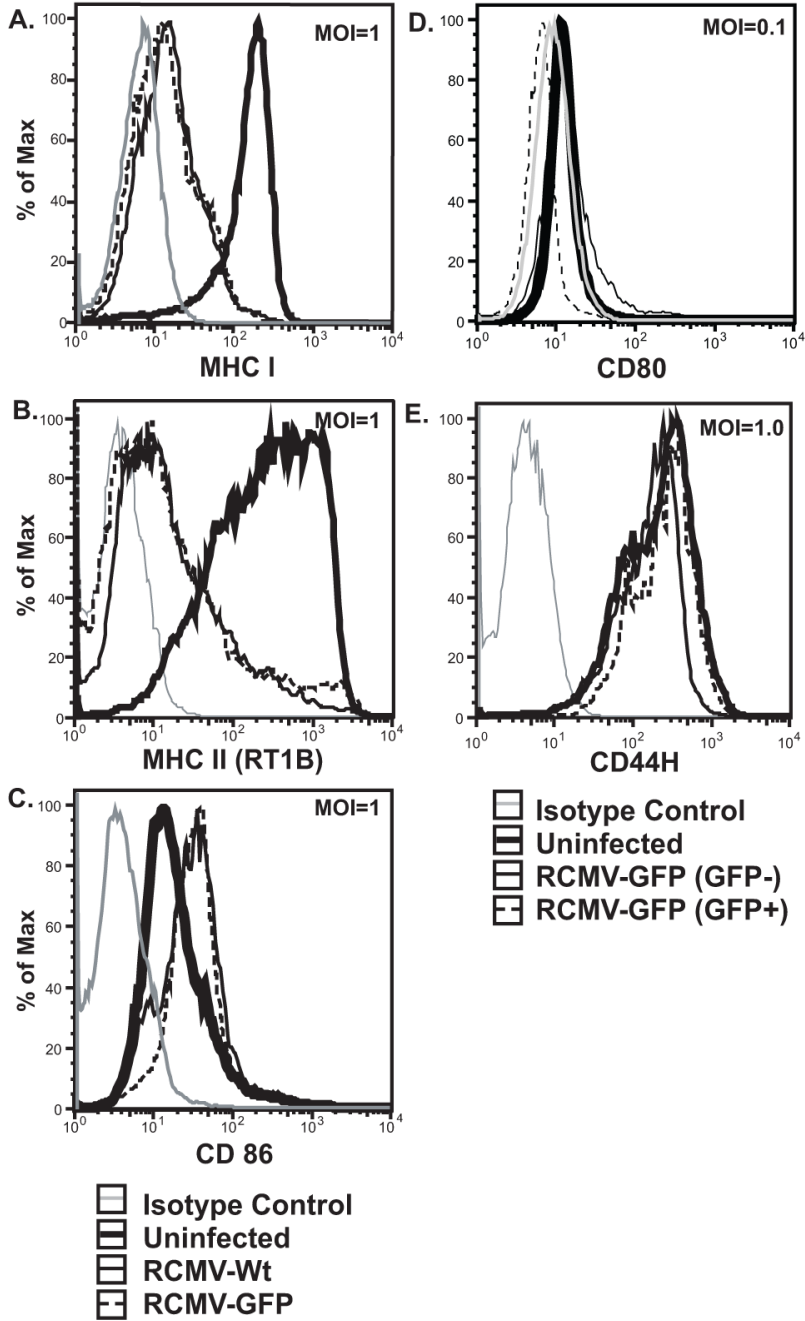 A.
MOI=1
% of Max
100
80
60
40
20
0
10^0 10^1 10^2 10^3 10^4
MHC I
B.
MOI=1
% of Max
100
80
60
40
20
0
10^0 10^1 10^2 10^3 10^4
MHC II (RT1B)
C.
MOI=1
% of Max
100
80
60
40
20
0
10^0 10^1 10^2 10^3 10^4
CD 86
Isotype Control
Uninfected
RCMV-Wt
RCMV-GFP
D.
MOI=0.1
100
80
60
40
20
0
10^0 10^1 10^2 10^3 10^4
CD80
E.
MOI=1.0
100
80
60
40
20
0
10^0 10^1 10^2 10^3 10^4
CD44H
Isotype Control
Uninfected
RCMV-GFP (GFP-)
RCMV-GFP (GFP+)